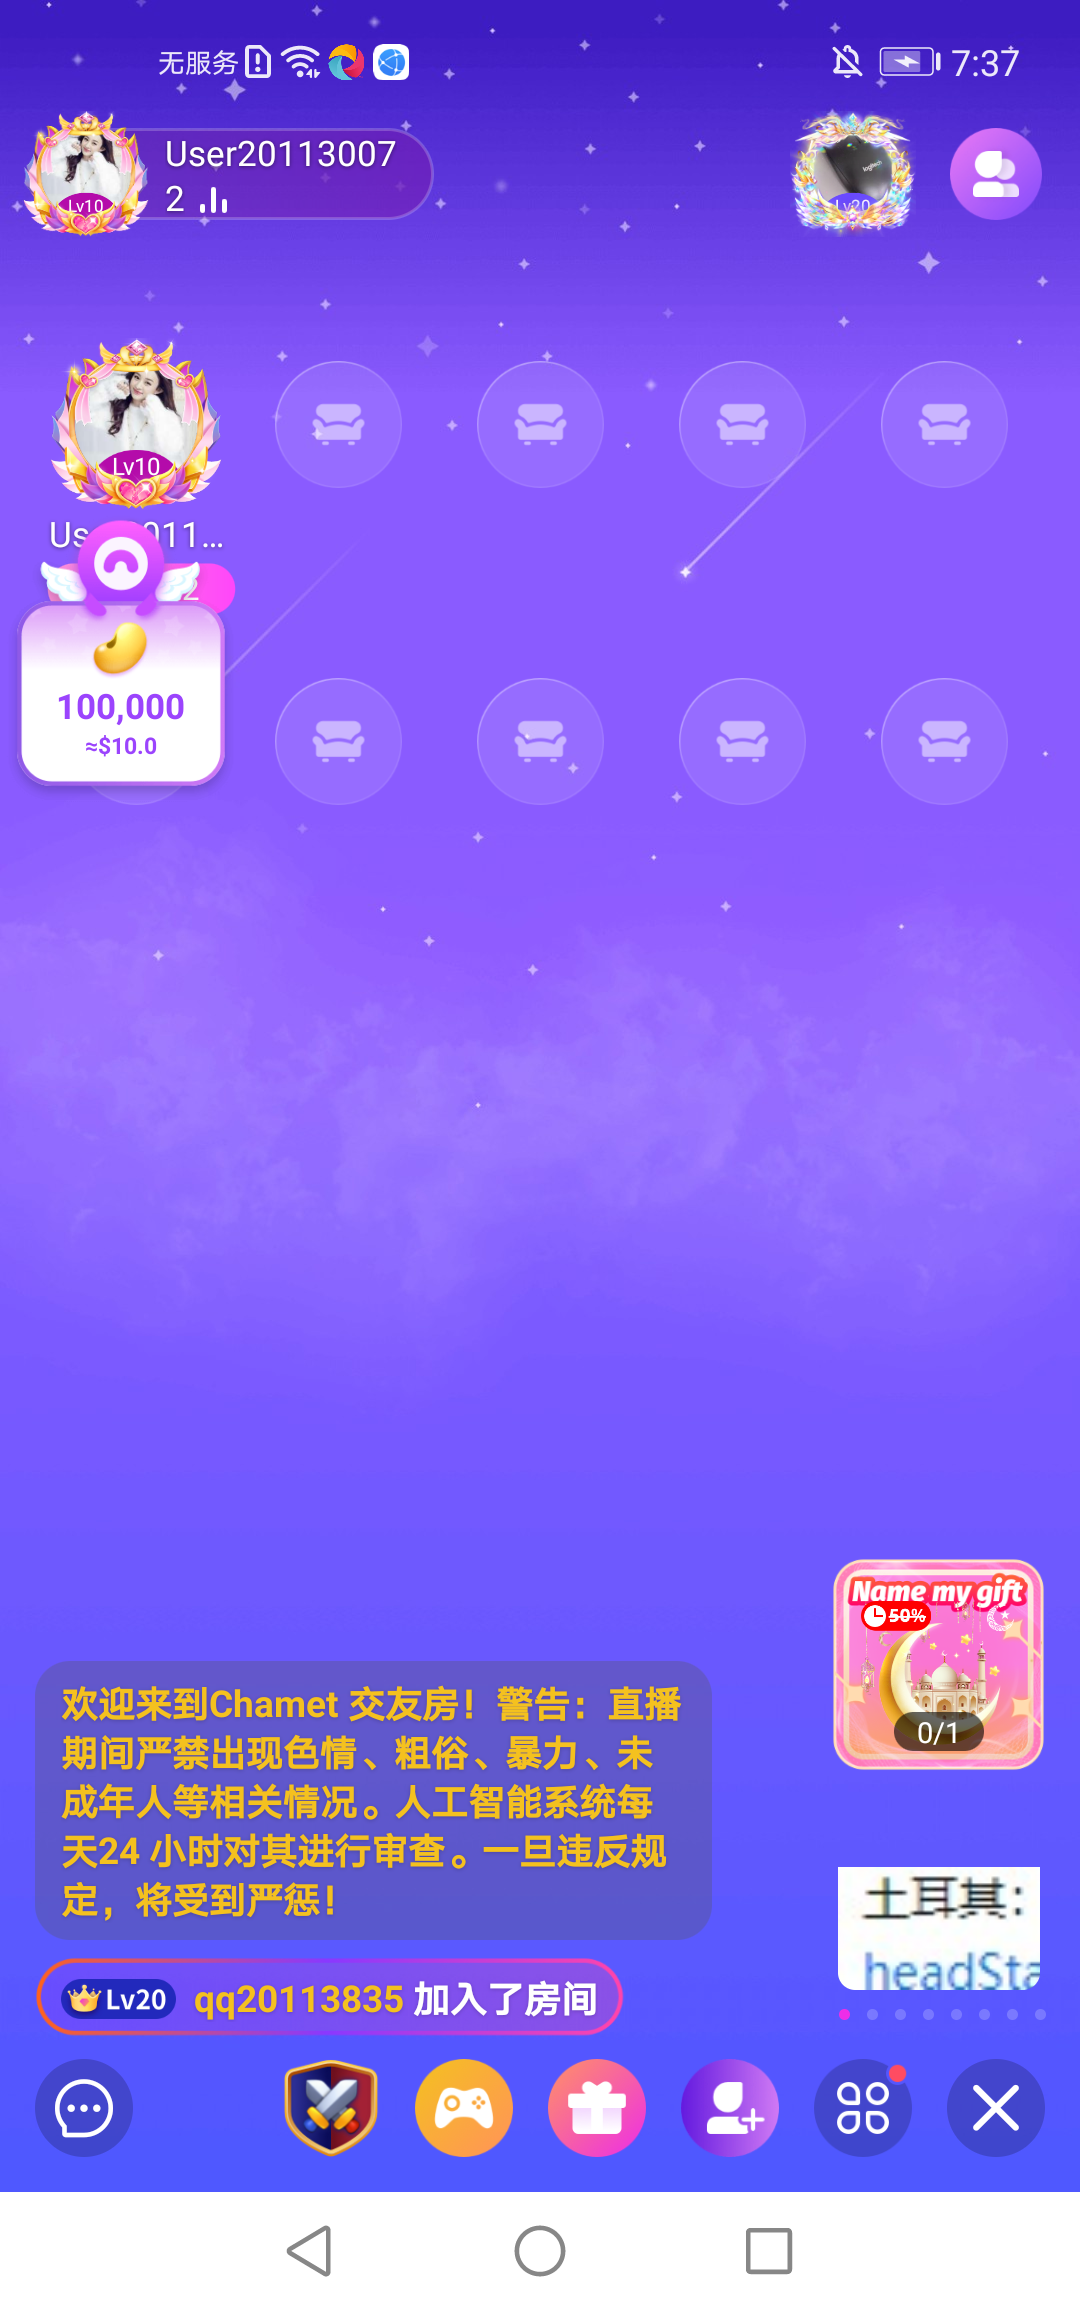 无服务
7:37
User20113007
2
Lv10
logitech
Lv20
Lv10
2
100,000
≈$10.0
Name my gift
50%
0/1
欢迎来到Chamet 交友房！警告：直播
期间严禁出现色情、粗俗、暴力、未
成年人等相关情况。人工智能系统每
天24 小时对其进行审查。一旦违反规
定，将受到严惩！
土耳其：
headSta
Lv20 qq20113835 加入了房间